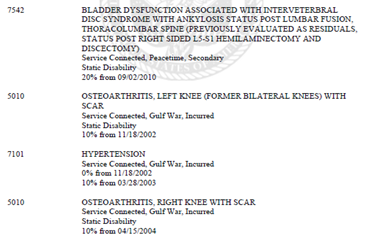 7542 BLADDER DYSFUNCTION ASSOCIATED WITH INTERVETERBRAL
DISC SYNDROME WITH ANKYLOSIS STATUS POST LUMBAR FUSION,
THORACOLUMBAR SPINE (PREVIOUSLY EVALUATED AS RESIDUALS,
STATUS POST RIGHT SIDED L5-S1 HEMILAMINECTOMY AND
DISCECTOMY)
Service Connected, Peacetime, Secondary
Static Disability
20% from 09/02/2010
5010 OSTEOARTHRITIS, LEFT KNEE (FORMER BILATERAL KNEES) WITH
SCAR
Service Connected, Gulf War, Incurred
Static Disability
10% from 11/18/2002
7101 HYPERTENSION
Service Connected, Gulf War, Incurred
0% from 11/18/2002
10% from 03/28/2003
5010 OSTEOARTHRITIS, RIGHT KNEE WITH SCAR
Service Connected, Gulf War, Incurred
Static Disability
10% from 04/15/2004